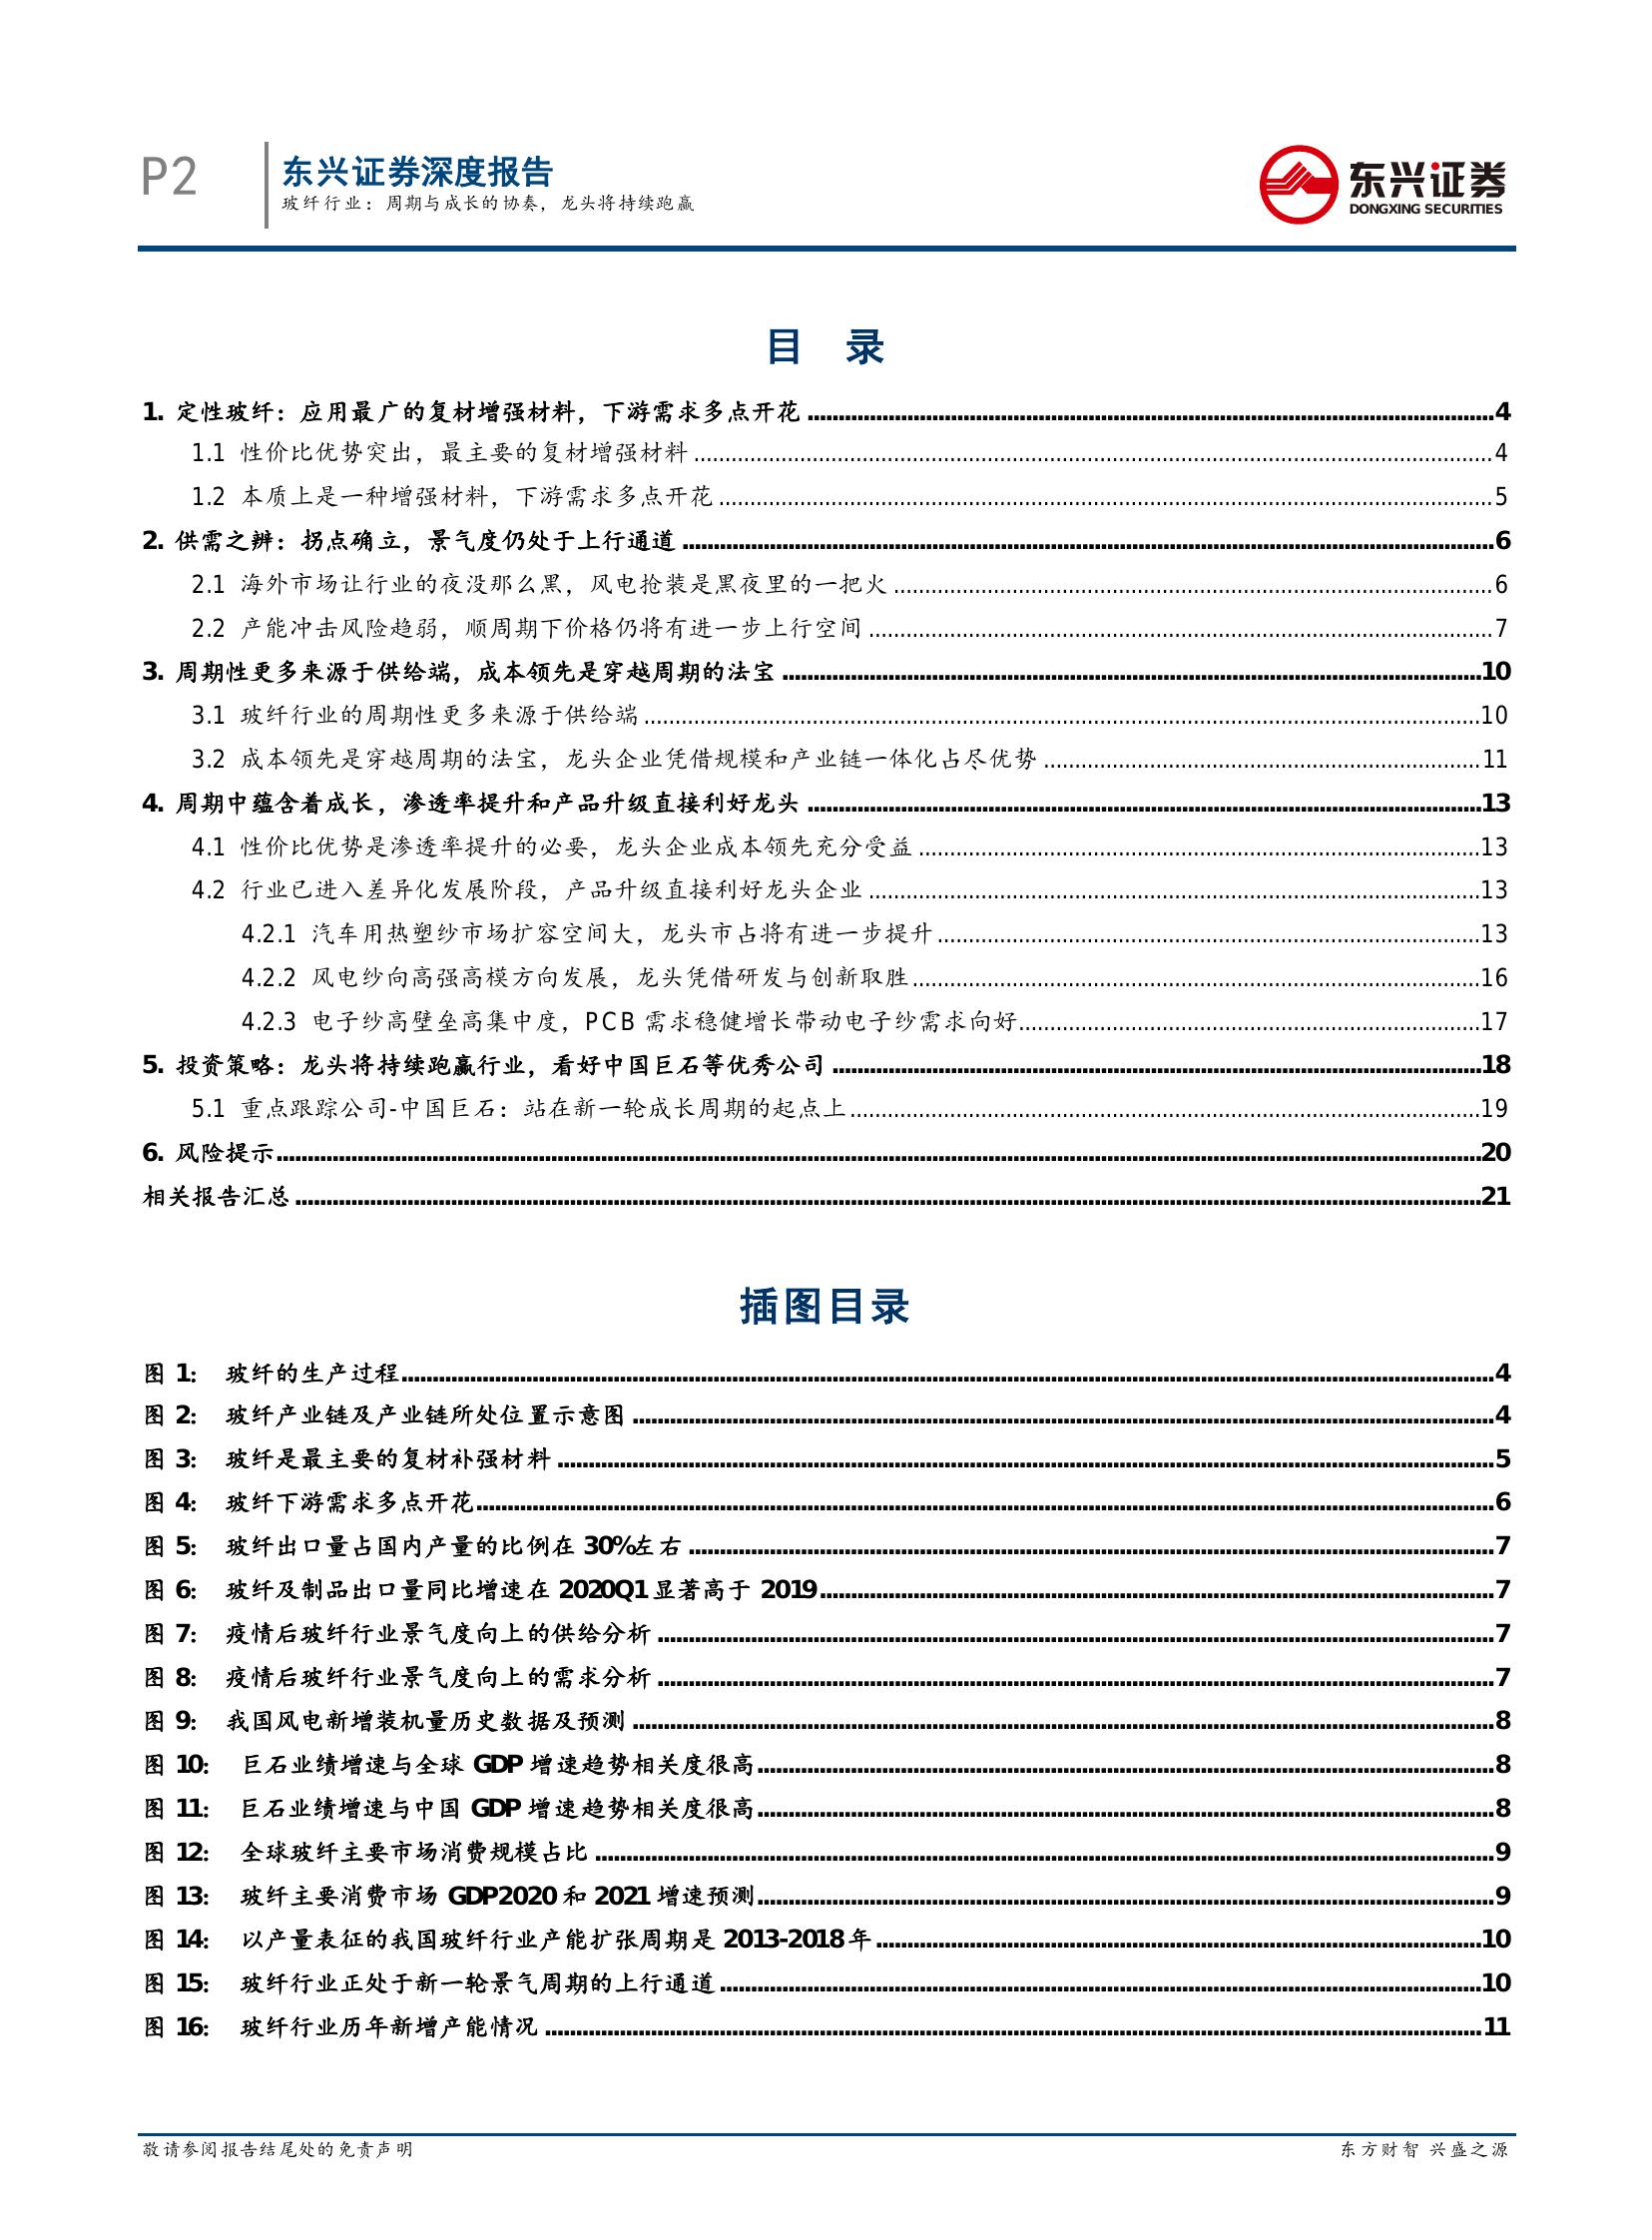 P2
东兴证券深度报告
玻纤行业：周期与成长的协奏，龙头将持续跑赢
东兴证券
DONGXING SECURITIES
目 录
1. 定性玻纤：应用最广的复材增强材料，下游需求多点开花 4
1.1 性价比优势突出，最主要的复材增强材料 4
1.2 本质上是一种增强材料，下游需求多点开花 5
2. 供需之辨：拐点确立，景气度仍处于上行通道 6
2.1 海外市场让行业的夜没那么黑，风电抢装是黑夜里的一把火 6
2.2 产能冲击风险趋弱，顺周期下价格仍将有进一步上行空间 7
3. 周期性更多来源于供给端，成本领先是穿越周期的法宝 10
3.1 玻纤行业的周期性更多来源于供给端 10
3.2 成本领先是穿越周期的法宝，龙头企业凭借规模和产业链一体化占尽优势 11
4. 周期中蕴含着成长，渗透率提升和产品升级直接利好龙头 13
4.1 性价比优势是渗透率提升的必要，龙头企业成本领先充分受益 13
4.2 行业已进入差异化发展阶段，产品升级直接利好龙头企业 13
4.2.1 汽车用热塑纱市场扩容空间大，龙头市占将有进一步提升 13
4.2.2 风电纱向高强高模方向发展，龙头凭借研发与创新取胜 16
4.2.3 电子纱高壁垒高集中度，PCB 需求稳健增长带动电子纱需求向好 17
5. 投资策略：龙头将持续跑赢行业，看好中国巨石等优秀公司 18
5.1 重点跟踪公司-中国巨石：站在新一轮成长周期的起点上 19
6. 风险提示 20
相关报告汇总 21
插图目录
图 1： 玻纤的生产过程 4
图 2： 玻纤产业链及产业链所处位置示意图 4
图 3： 玻纤是最主要的复材补强材料 5
图 4： 玻纤下游需求多点开花 6
图 5： 玻纤出口量占国内产量的比例在 30%左右 7
图 6： 玻纤及制品出口量同比增速在 2020Q1 显著高于 2019 7
图 7： 疫情后玻纤行业景气度向上的供给分析 7
图 8： 疫情后玻纤行业景气度向上的需求分析 7
图 9： 我国风电新增装机量历史数据及预测 8
图 10： 巨石业绩增速与全球 GDP 增速趋势相关度很高 8
图 11： 巨石业绩增速与中国 GDP 增速趋势相关度很高 8
图 12： 全球玻纤主要市场消费规模占比 9
图 13： 玻纤主要消费市场 GDP2020 和 2021 增速预测 9
图 14： 以产量表征的我国玻纤行业产能扩张周期是 2013-2018 年 10
图 15： 玻纤行业正处于新一轮景气周期的上行通道 10
图 16： 玻纤行业历年新增产能情况 11
敬请参阅报告结尾处的免责声明
东方财智 兴盛之源